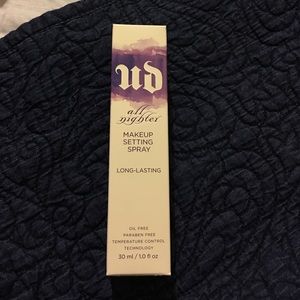 UD
all
nighter
MAKEUP
SETTING
SPRAY
LONG-LASTING
OIL FREE
PARABEN FREE
TEMPERATURE CONTROL
TECHNOLOGY
30 ml / 1.0 fl oz